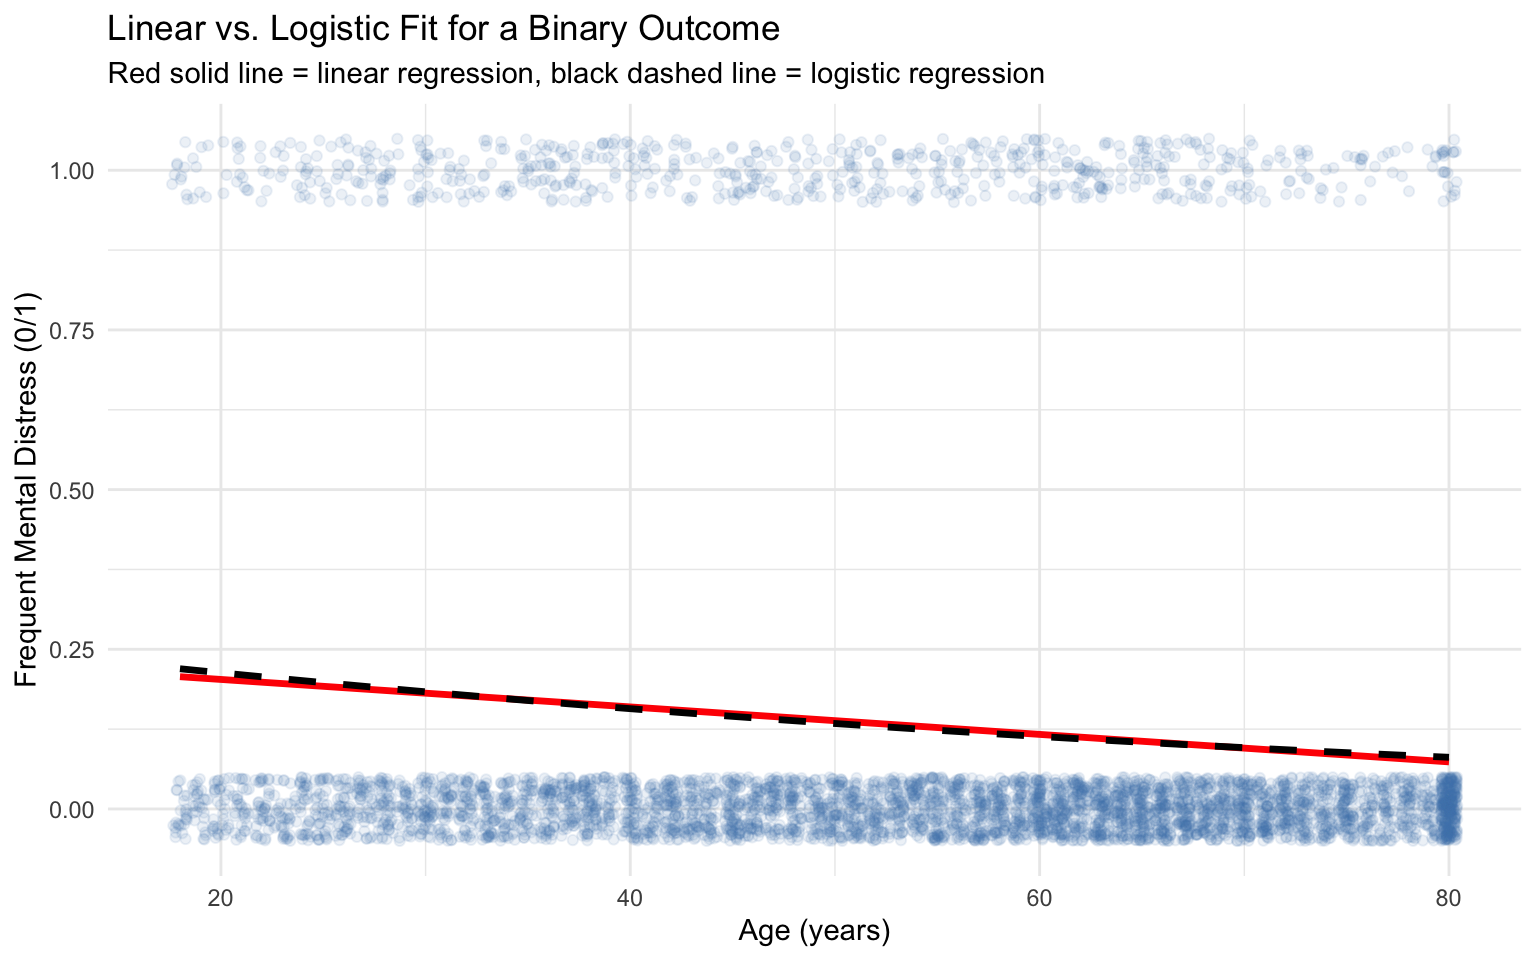 Linear vs. Logistic Fit for a Binary Outcome
Red solid line = linear regression, black dashed line = logistic regression
Frequent Mental Distress (0/1)
1.00
0.75
0.50
0.25
0.00
20
40
60
80
Age (years)